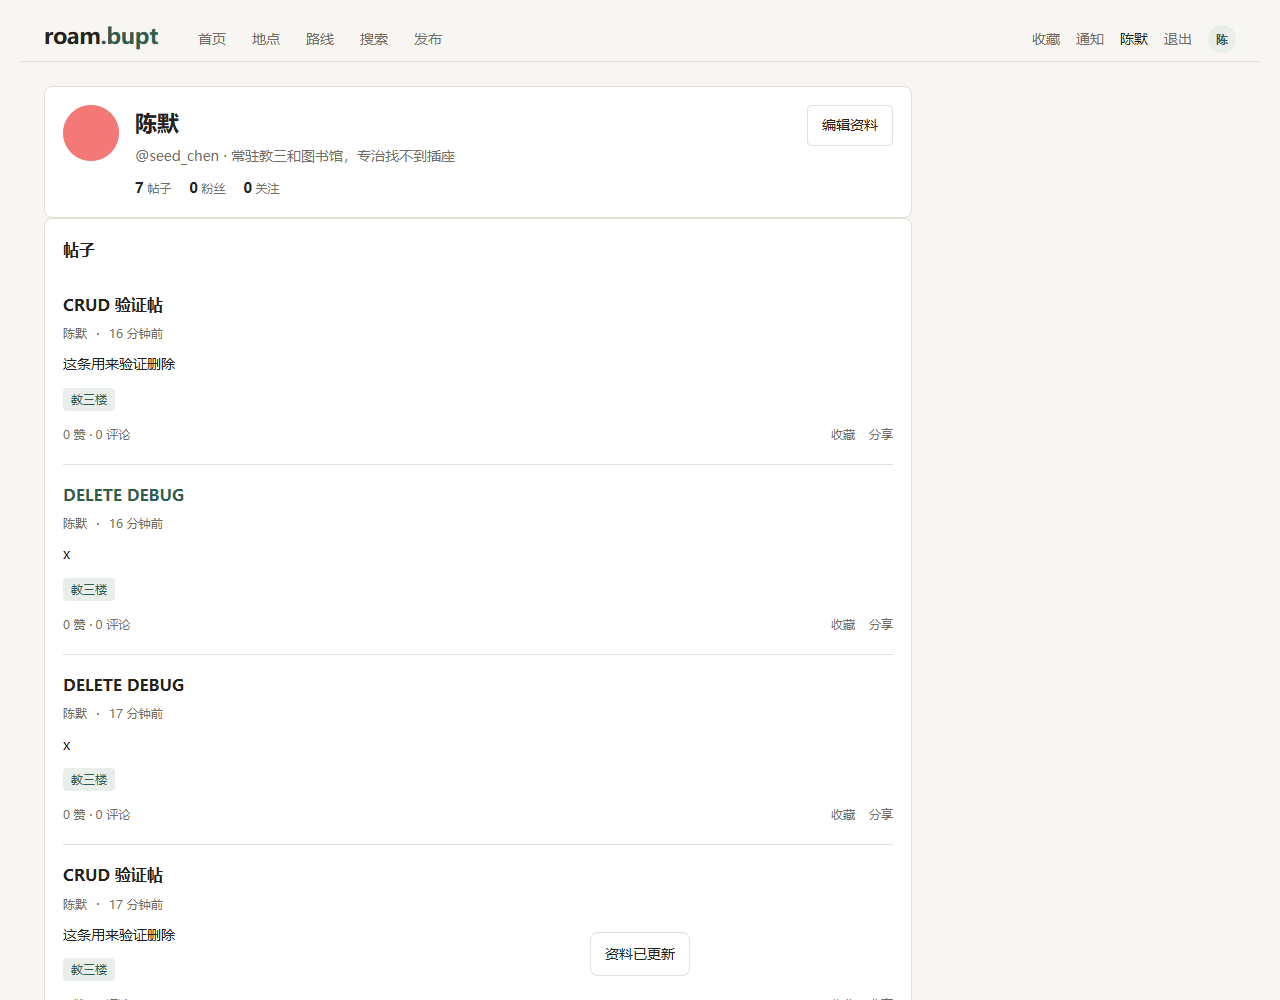 roam.bupt 首页 地点 路线 搜索 发布 收藏 通知 陈默 退出 陈
陈默
编辑资料
@seed_chen · 常驻教三和图书馆，专治找不到插座
7 帖子 0 粉丝 0 关注
帖子
CRUD 验证帖
陈默 · 16 分钟前
这条用来验证删除
教三楼
0 赞 · 0 评论 收藏 分享
DELETE DEBUG
陈默 · 16 分钟前
x
教三楼
0 赞 · 0 评论 收藏 分享
DELETE DEBUG
陈默 · 17 分钟前
x
教三楼
0 赞 · 0 评论 收藏 分享
CRUD 验证帖
陈默 · 17 分钟前
这条用来验证删除
资料已更新
教三楼